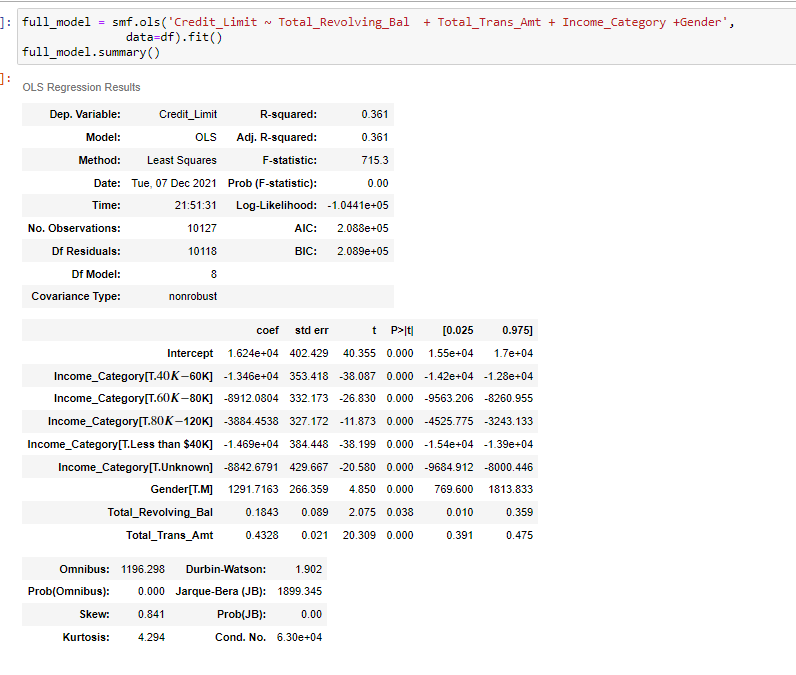 ]: full_model = smf.ols('Credit_Limit ~ Total_Revolving_Bal  + Total_Trans_Amt + Income_Category +Gender',
data=df).fit()
full_model.summary()
]:
OLS Regression Results
Dep. Variable: Credit_Limit R-squared: 0.361
Model: OLS Adj. R-squared: 0.361
Method: Least Squares F-statistic: 715.3
Date: Tue, 07 Dec 2021 Prob (F-statistic): 0.00
Time: 21:51:31 Log-Likelihood: -1.0441e+05
No. Observations: 10127 AIC: 2.088e+05
Df Residuals: 10118 BIC: 2.089e+05
Df Model: 8
Covariance Type: nonrobust
coef std err t P>|t| [0.025 0.975]
Intercept 1.624e+04 402.429 40.355 0.000 1.55e+04 1.7e+04
Income_Category[T.40K−60K] -1.346e+04 353.418 -38.087 0.000 -1.42e+04 -1.28e+04
Income_Category[T.60K−80K] -8912.0804 332.173 -26.830 0.000 -9563.206 -8260.955
Income_Category[T.80K−120K] -3884.4538 327.172 -11.873 0.000 -4525.775 -3243.133
Income_Category[T.Less than $40K] -1.469e+04 384.448 -38.199 0.000 -1.54e+04 -1.39e+04
Income_Category[T.Unknown] -8842.6791 429.667 -20.580 0.000 -9684.912 -8000.446
Gender[T.M] 1291.7163 266.359 4.850 0.000 769.600 1813.833
Total_Revolving_Bal 0.1843 0.089 2.075 0.038 0.010 0.359
Total_Trans_Amt 0.4328 0.021 20.309 0.000 0.391 0.475
Omnibus: 1196.298 Durbin-Watson: 1.902
Prob(Omnibus): 0.000 Jarque-Bera (JB): 1899.345
Skew: 0.841 Prob(JB): 0.00
Kurtosis: 4.294 Cond. No. 6.30e+04